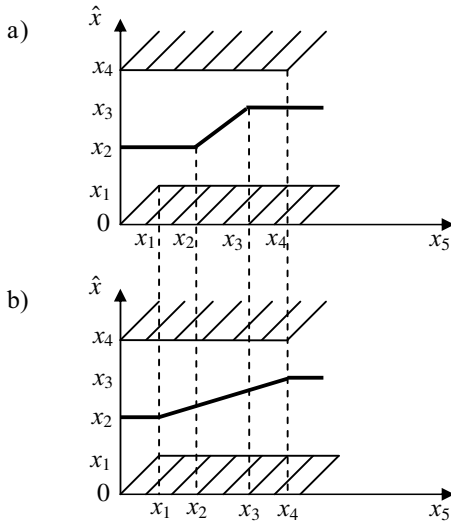 a)
x̂
x₄
x₃
x₂
x₁
0
x₁ x₂ x₃ x₄ x₅
b)
x̂
x₄
x₃
x₂
x₁
0
x₁ x₂ x₃ x₄ x₅